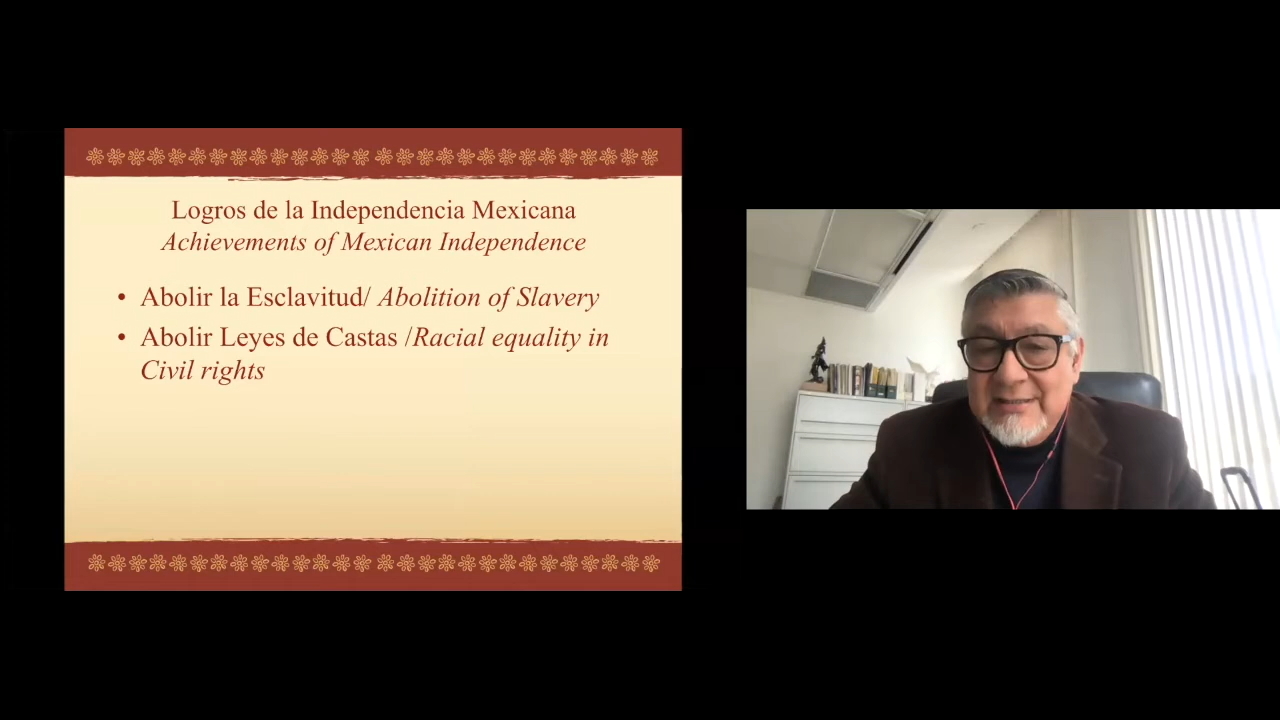 Logros de la Independencia Mexicana
Achievements of Mexican Independence
• Abolir la Esclavitud/ Abolition of Slavery
• Abolir Leyes de Castas /Racial equality in
Civil rights